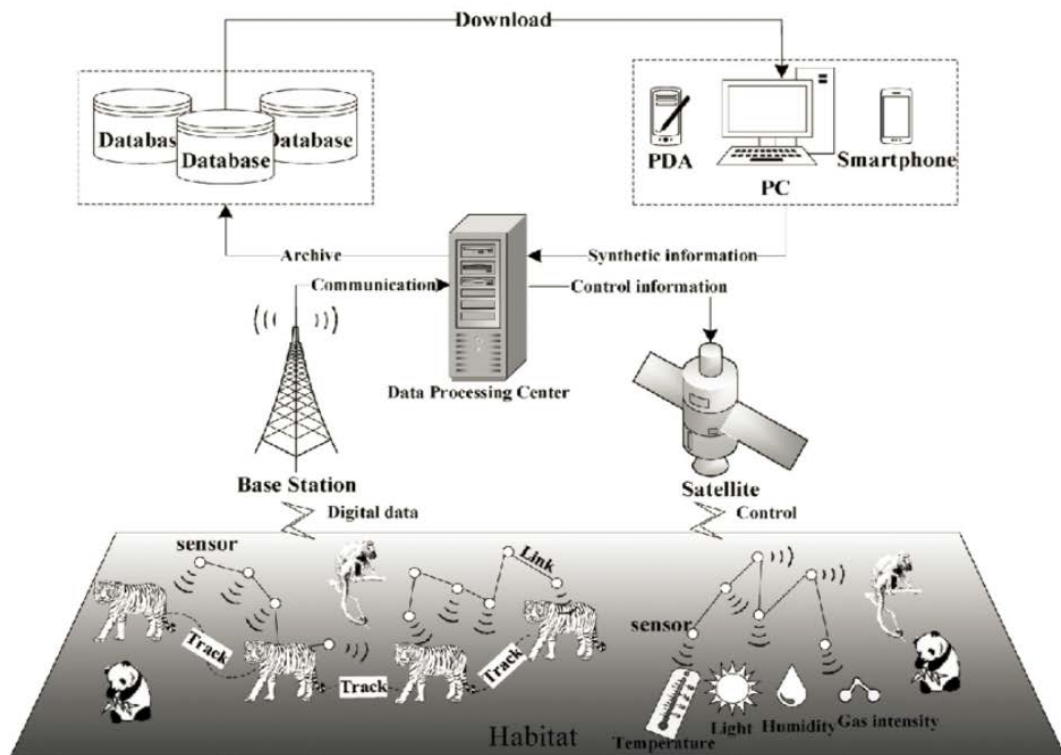 Download
Databas
Database
Database
PDA
PC
Smartphone
Archive
Synthetic information
Communication
Control information
Data Processing Center
Base Station
Satellite
Digital data
Control
sensor
Link
sensor
Track
Track
Track
Temperature
Light
Humidity
Gas intensity
Habitat